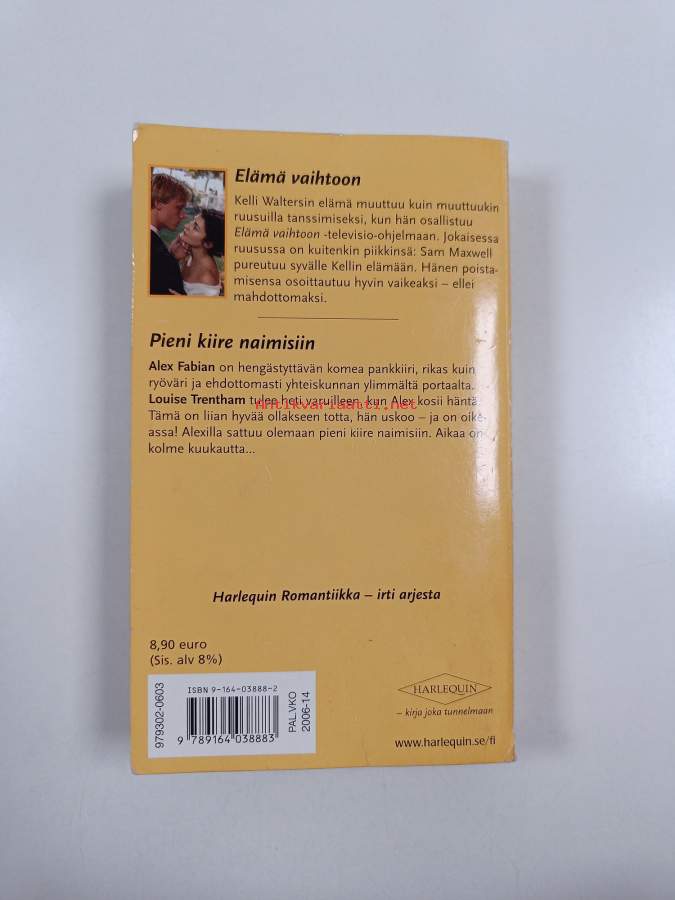 Elämä vaihtoon
Kelli Waltersin elämä muuttuu kuin muuttuukin
ruusuilla tanssimiseksi, kun hän osallistuu
Elämä vaihtoon -televisio-ohjelmaan. Jokaisessa
ruusussa on kuitenkin piikkinsä: Sam Maxwell
pureutuu syvälle Kellin elämään. Hänen poista-
misensa osoittautuu hyvin vaikeaksi – ellei
mahdottomaksi.
Pieni kiire naimisiin
Alex Fabian on hengästyttävän komea pankkiiri, rikas kuin
ryöväri ja ehdottomasti yhteiskunnan ylimmältä portaalta.
Louise Trentham tulee heti varuilleen, kun Alex kosii häntä.
Antikvariaatti.net
Tämä on liian hyvää ollakseen totta, hän uskoo – ja on oike-
assa! Alexilla sattuu olemaan pieni kiire naimisiin. Aikaa on
kolme kuukautta...
Harlequin Romantiikka – irti arjesta
8,90 euro
(Sis. alv 8%)
979302-0603
ISBN 9-164-03888-2
9 789164 038883
PAL.VKO
2006-14
HARLEQUIN
– kirja joka tunnelmaan
www.harlequin.se/fi